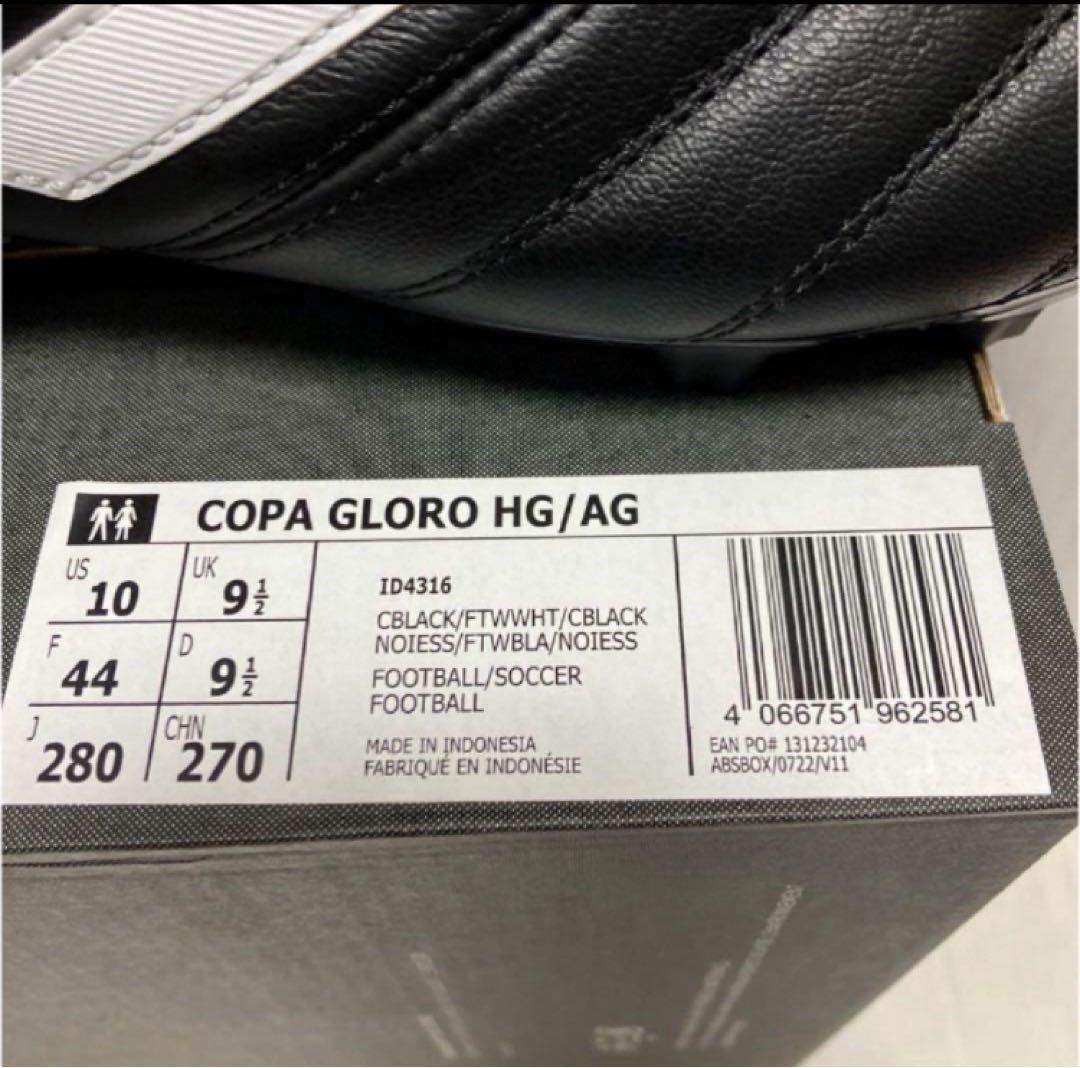 COPA GLORO HG/AG
US 10 UK 9 1/2
F 44 D 9 1/2
J 280 CHN 270
ID4316
CBLACK/FTWWHT/CBLACK
NOIESS/FTWBLA/NOIESS
FOOTBALL/SOCCER
FOOTBALL
MADE IN INDONESIA
FABRIQUÉ EN INDONÉSIE
4 066751 962581
EAN PO# 131232104
ABSBOX/0722/V11